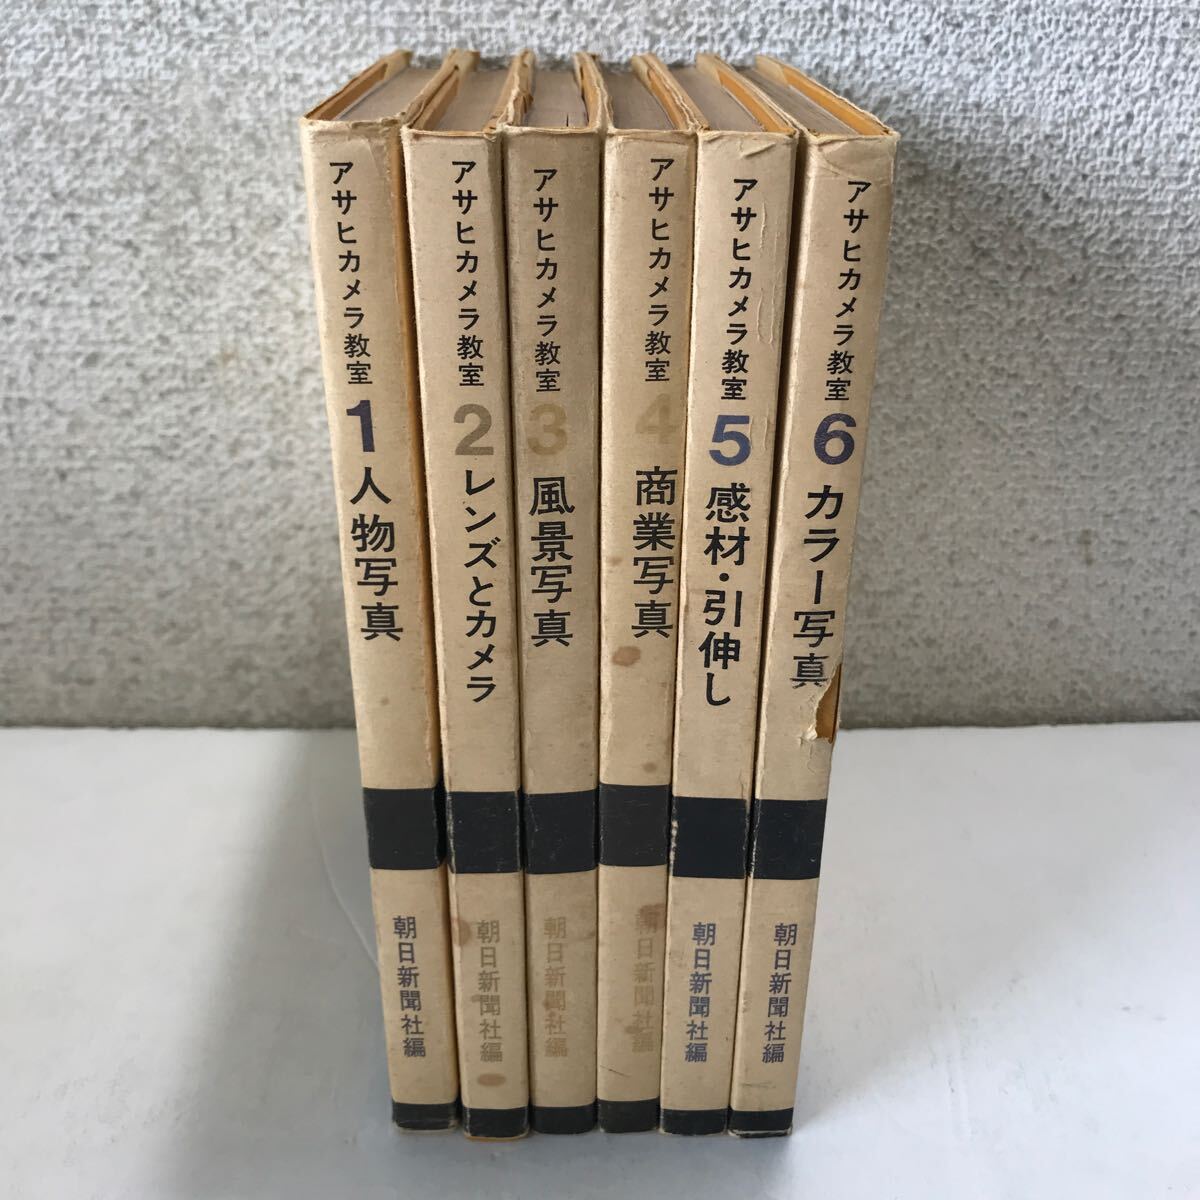 アサヒカメラ教室 1 人物写真
朝日新聞社編
アサヒカメラ教室 2 レンズとカメラ
朝日新聞社編
アサヒカメラ教室 3 風景写真
朝日新聞社編
アサヒカメラ教室 4 商業写真
朝日新聞社編
アサヒカメラ教室 5 感材・引伸し
朝日新聞社編
アサヒカメラ教室 6 カラー写真
朝日新聞社編